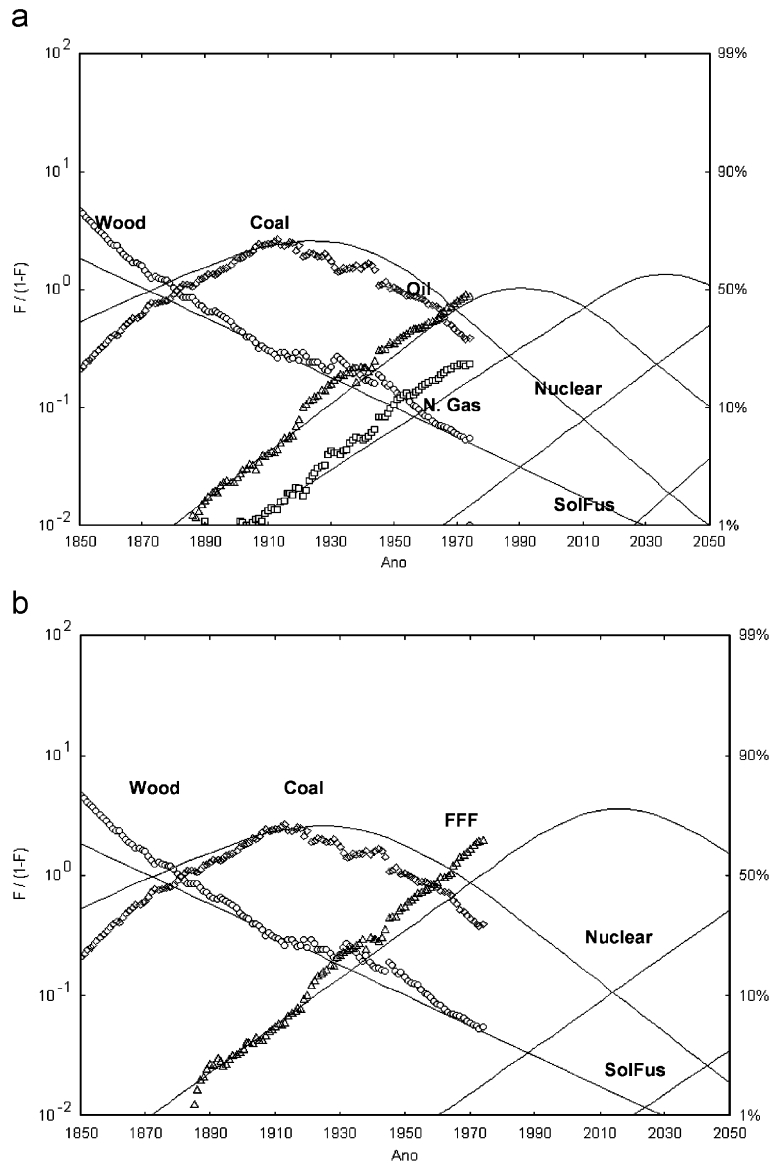 a
10^2
99%
10^1
90%
Wood
Coal
Oil
F / (1-F)
10^0
50%
Nuclear
N. Gas
10^-1
10%
SolFus
10^-2
1%
1850 1870 1890 1910 1930 1950 1970 1990 2010 2030 2050
Ano
b
10^2
99%
10^1
90%
Wood
Coal
FFF
F / (1-F)
10^0
50%
Nuclear
10^-1
10%
SolFus
10^-2
1%
1850 1870 1890 1910 1930 1950 1970 1990 2010 2030 2050
Ano